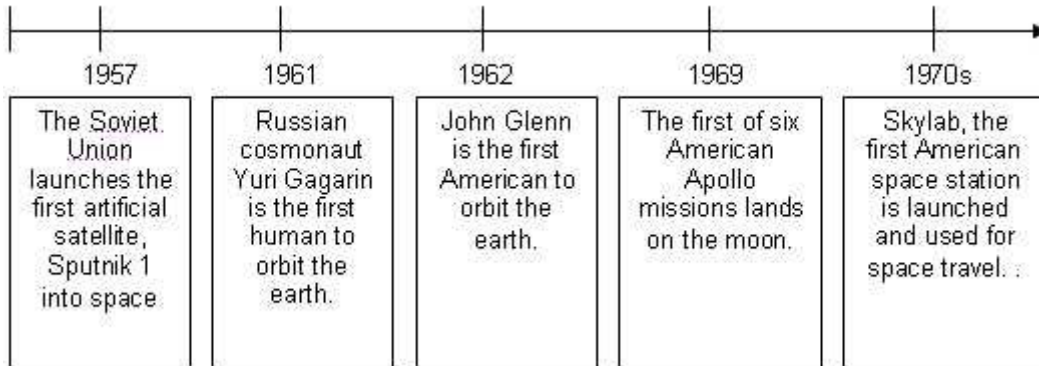 1957
1961
1962
1969
1970s
The Soviet
Union
launches the
first artificial
satellite,
Sputnik 1
into space
Russian
cosmonaut
Yuri Gagarin
is the first
human to
orbit the
earth.
John Glenn
is the first
American to
orbit the
earth.
The first of six
American
Apollo
missions lands
on the moon.
Skylab, the
first American
space station
is launched
and used for
space travel. .